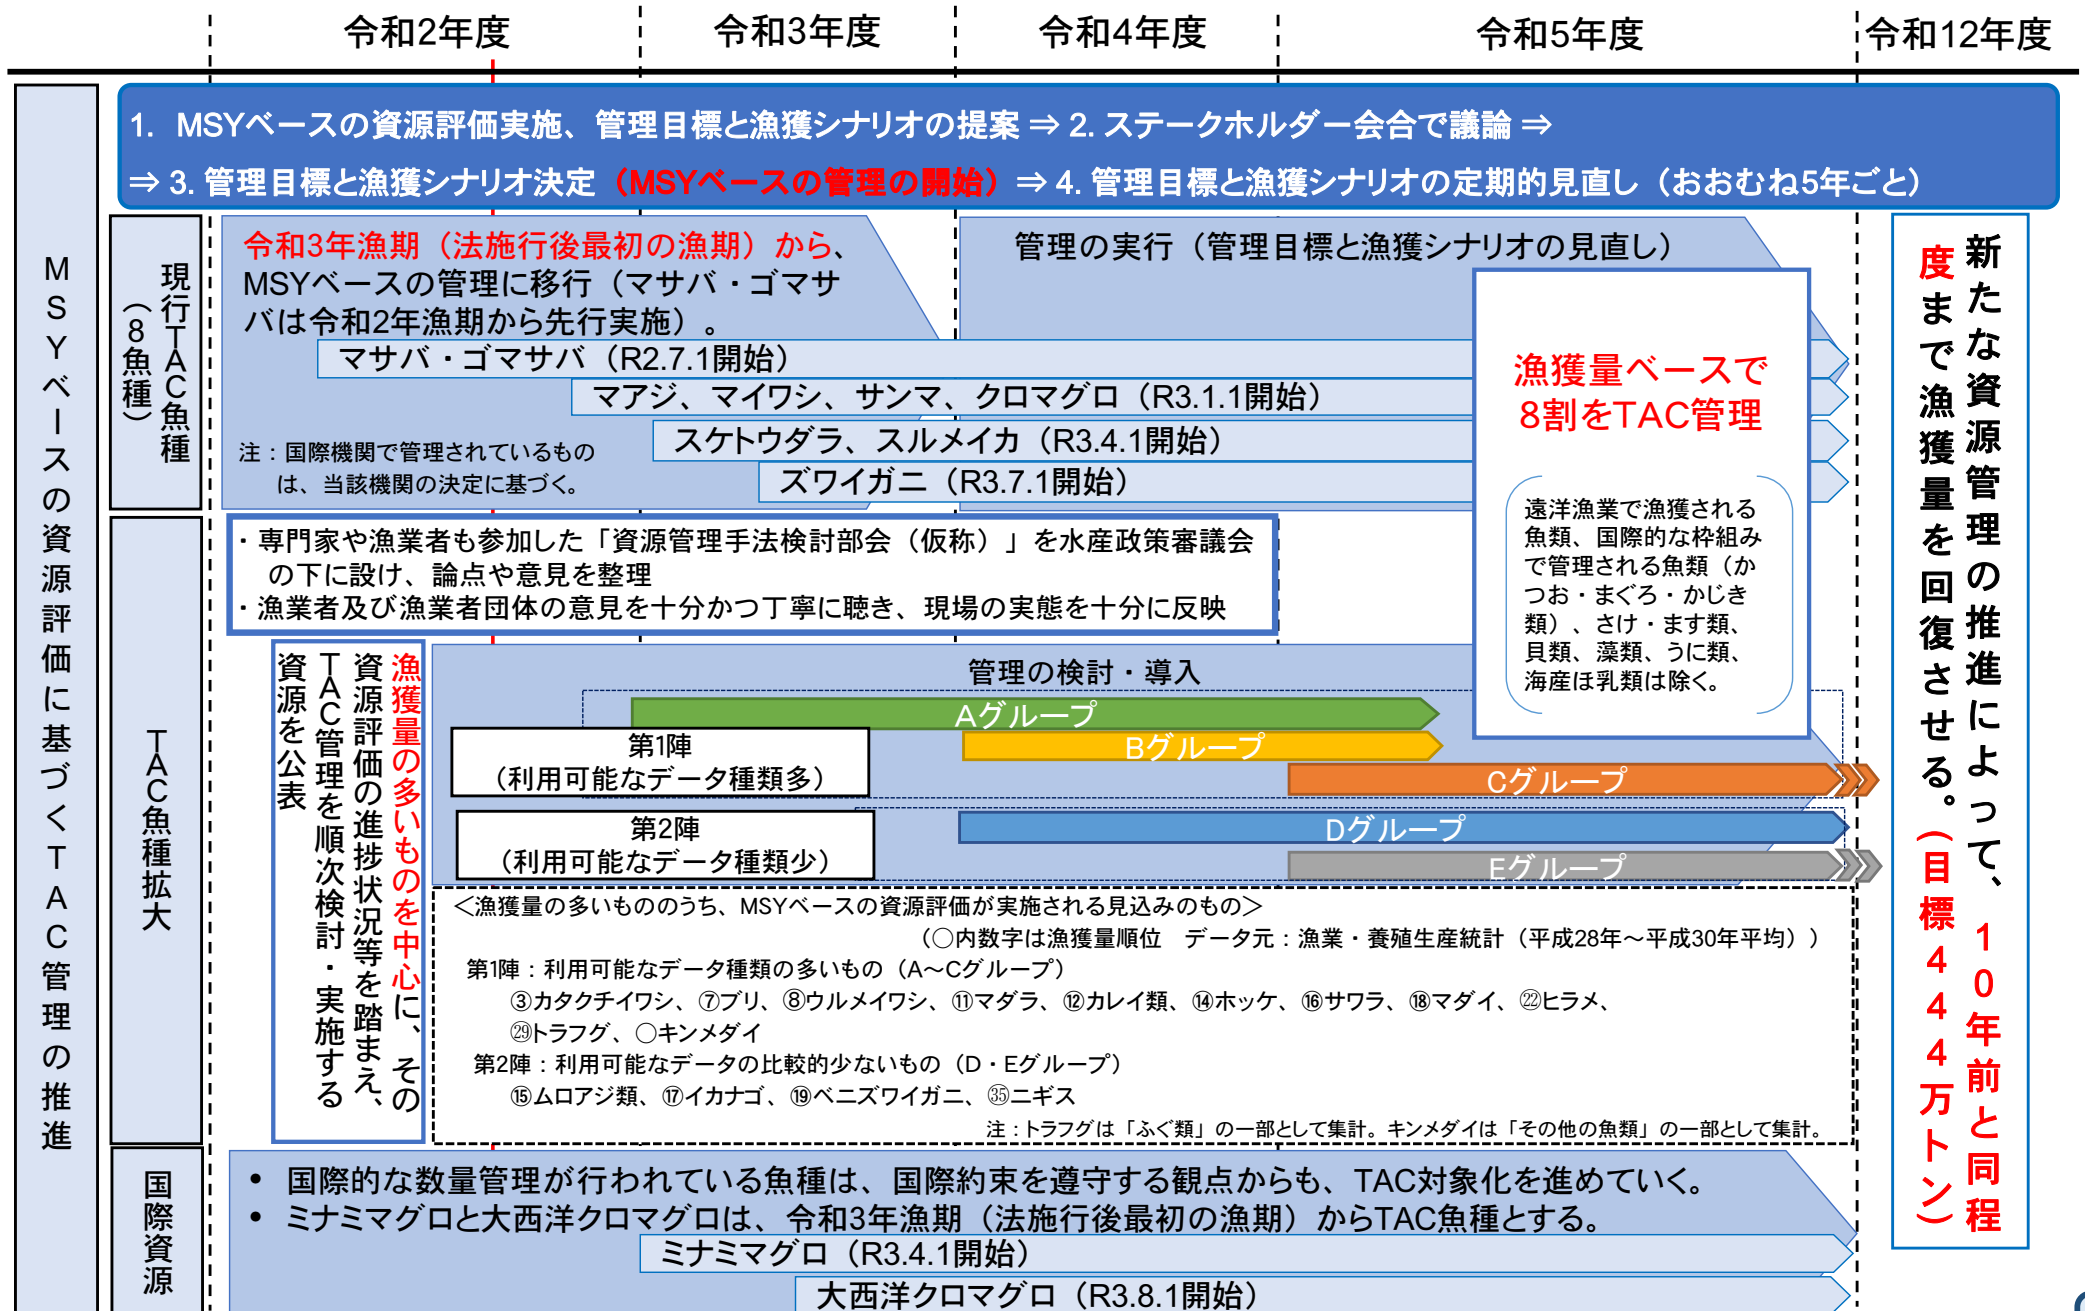 令和2年度
令和3年度
令和4年度
令和5年度
令和12年度
1. MSYベースの資源評価実施、管理目標と漁獲シナリオの提案 ⇒ 2. ステークホルダー会合で議論 ⇒
⇒ 3. 管理目標と漁獲シナリオ決定（MSYベースの管理の開始）⇒ 4. 管理目標と漁獲シナリオの定期的見直し（おおむね5年ごと）
MSYベースの資源評価に基づくTAC管理の推進
現行TAC魚種
（8魚種）
令和3年漁期（法施行後最初の漁期）から、
MSYベースの管理に移行（マサバ・ゴマサ
バは令和2年漁期から先行実施）。
管理の実行（管理目標と漁獲シナリオの見直し）
マサバ・ゴマサバ（R2.7.1開始）
マアジ、マイワシ、サンマ、クロマグロ（R3.1.1開始）
スケトウダラ、スルメイカ（R3.4.1開始）
ズワイガニ（R3.7.1開始）
注：国際機関で管理されているもの
は、当該機関の決定に基づく。
漁獲量ベースで
8割をTAC管理
遠洋漁業で漁獲される
魚類、国際的な枠組み
で管理される魚類（か
つお・まぐろ・かじき
類）、さけ・ます類、
貝類、藻類、うに類、
海産ほ乳類は除く。
新たな資源管理の推進によって、10年前と同程
度まで漁獲量を回復させる。（目標444万トン）
TAC魚種拡大
・専門家や漁業者も参加した「資源管理手法検討部会（仮称）」を水産政策審議会
の下に設け、論点や意見を整理
・漁業者及び漁業者団体の意見を十分かつ丁寧に聴き、現場の実態を十分に反映
漁獲量の多いものを中心に、その
資源評価の進捗状況等を踏まえ、
TAC管理を順次検討・実施する
資源を公表
管理の検討・導入
Aグループ
第1陣
（利用可能なデータ種類多）
Bグループ
Cグループ
第2陣
（利用可能なデータ種類少）
Dグループ
Eグループ
＜漁獲量の多いもののうち、MSYベースの資源評価が実施される見込みのもの＞
（○内数字は漁獲量順位　データ元：漁業・養殖生産統計（平成28年～平成30年平均））
第1陣：利用可能なデータ種類の多いもの（A～Cグループ）
③カタクチイワシ、⑦ブリ、⑧ウルメイワシ、⑪マダラ、⑫カレイ類、⑭ホッケ、⑯サワラ、⑱マダイ、㉒ヒラメ、
㉙トラフグ、○キンメダイ
第2陣：利用可能なデータの比較的少ないもの（D・Eグループ）
⑮ムロアジ類、⑰イカナゴ、⑲ベニズワイガニ、㉟ニギス
注：トラフグは「ふぐ類」の一部として集計。キンメダイは「その他の魚類」の一部として集計。
国際資源
• 国際的な数量管理が行われている魚種は、国際約束を遵守する観点からも、TAC対象化を進めていく。
• ミナミマグロと大西洋クロマグロは、令和3年漁期（法施行後最初の漁期）からTAC魚種とする。
ミナミマグロ（R3.4.1開始）
大西洋クロマグロ（R3.8.1開始）